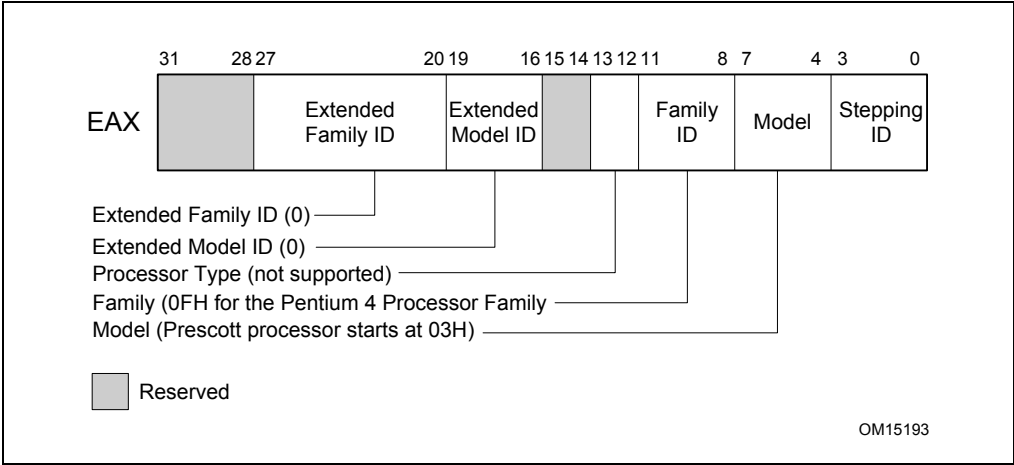 31 28 27 20 19 16 15 14 13 12 11 8 7 4 3 0
EAX
Extended Family ID
Extended Model ID
Family ID
Model
Stepping ID
Extended Family ID (0)
Extended Model ID (0)
Processor Type (not supported)
Family (0FH for the Pentium 4 Processor Family
Model (Prescott processor starts at 03H)
Reserved
OM15193